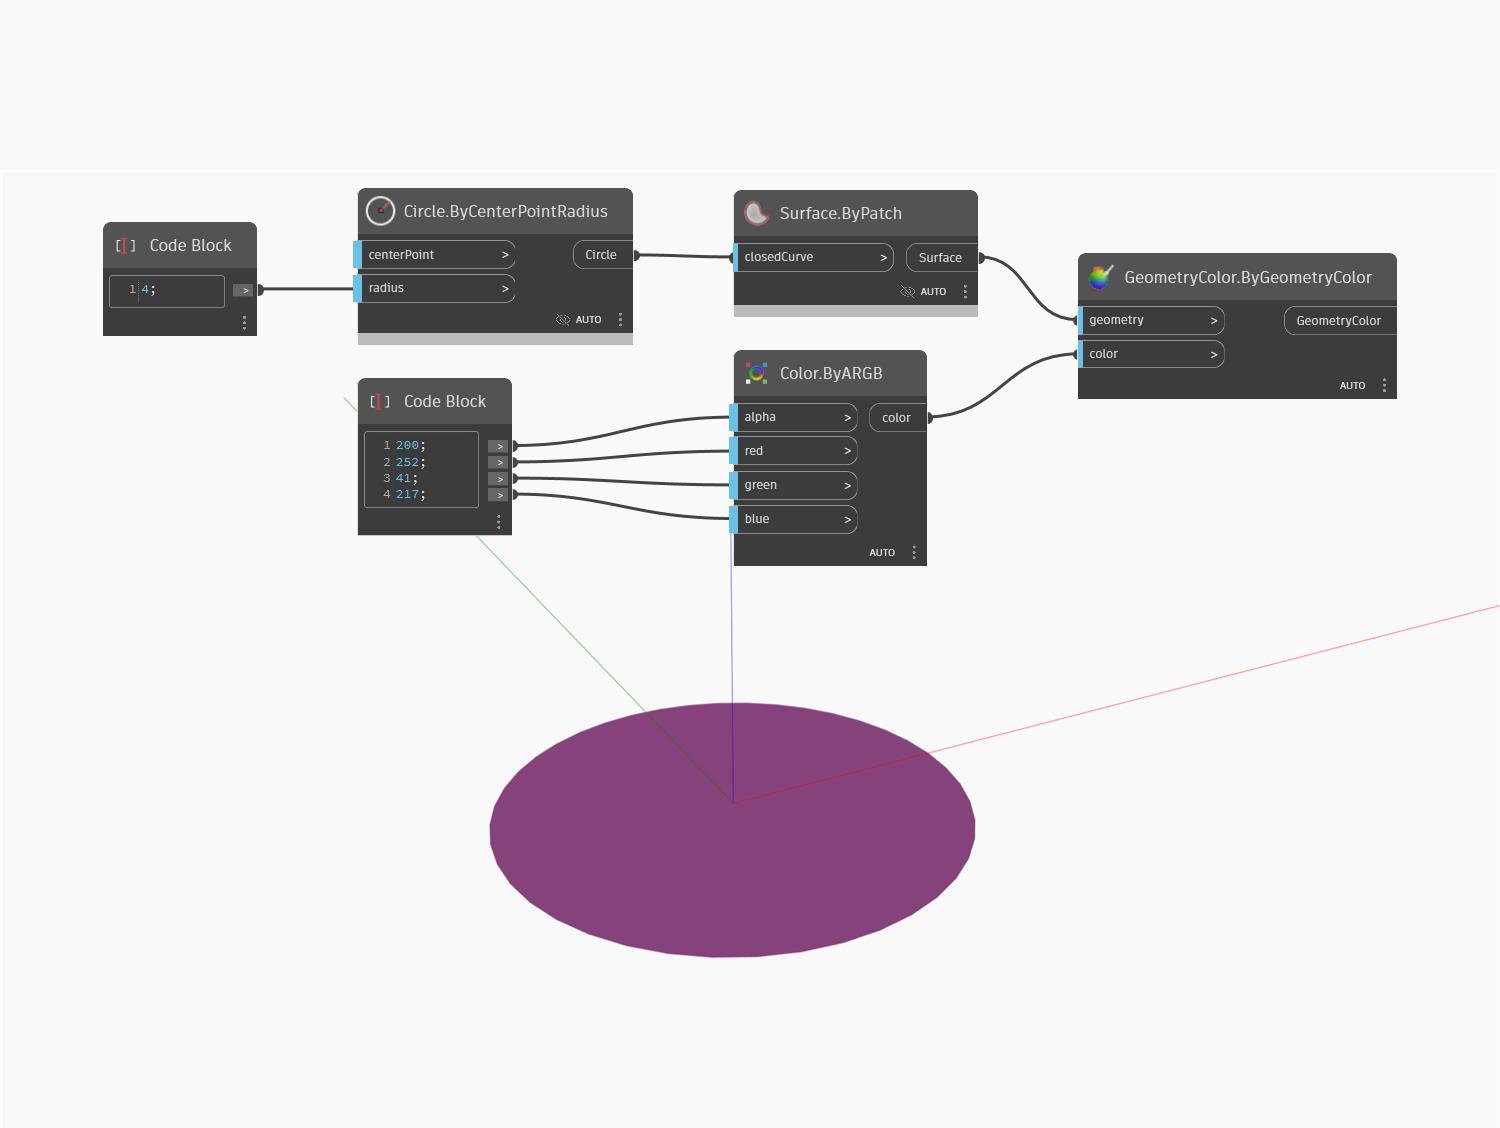 Code Block
1 4;
>
Circle.ByCenterPointRadius
centerPoint >
Circle
radius >
AUTO
Surface.ByPatch
closedCurve >
Surface
AUTO
GeometryColor.ByGeometryColor
geometry >
GeometryColor
color >
AUTO
Code Block
1 200;
>
2 252;
>
3 41;
>
4 217;
>
Color.ByARGB
alpha >
color
red >
green >
blue >
AUTO